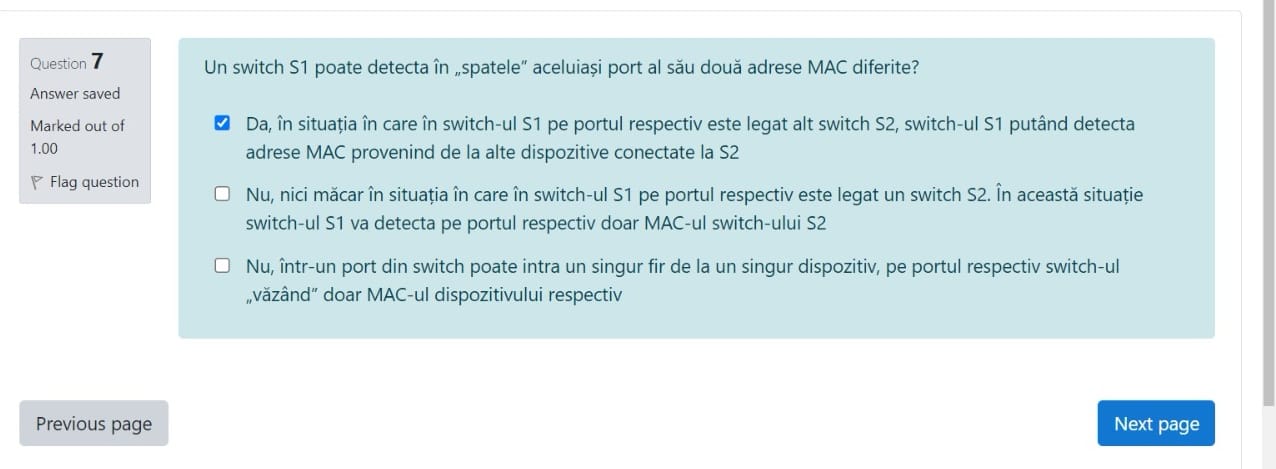 Question 7
Answer saved
Marked out of
1.00
Flag question
Un switch S1 poate detecta în „spatele” aceluiași port al său două adrese MAC diferite?
Da, în situația în care în switch-ul S1 pe portul respectiv este legat alt switch S2, switch-ul S1 putând detecta
adrese MAC provenind de la alte dispozitive conectate la S2
Nu, nici măcar în situația în care în switch-ul S1 pe portul respectiv este legat un switch S2. În această situație
switch-ul S1 va detecta pe portul respectiv doar MAC-ul switch-ului S2
Nu, într-un port din switch poate intra un singur fir de la un singur dispozitiv, pe portul respectiv switch-ul
„văzând” doar MAC-ul dispozitivului respectiv
Previous page
Next page